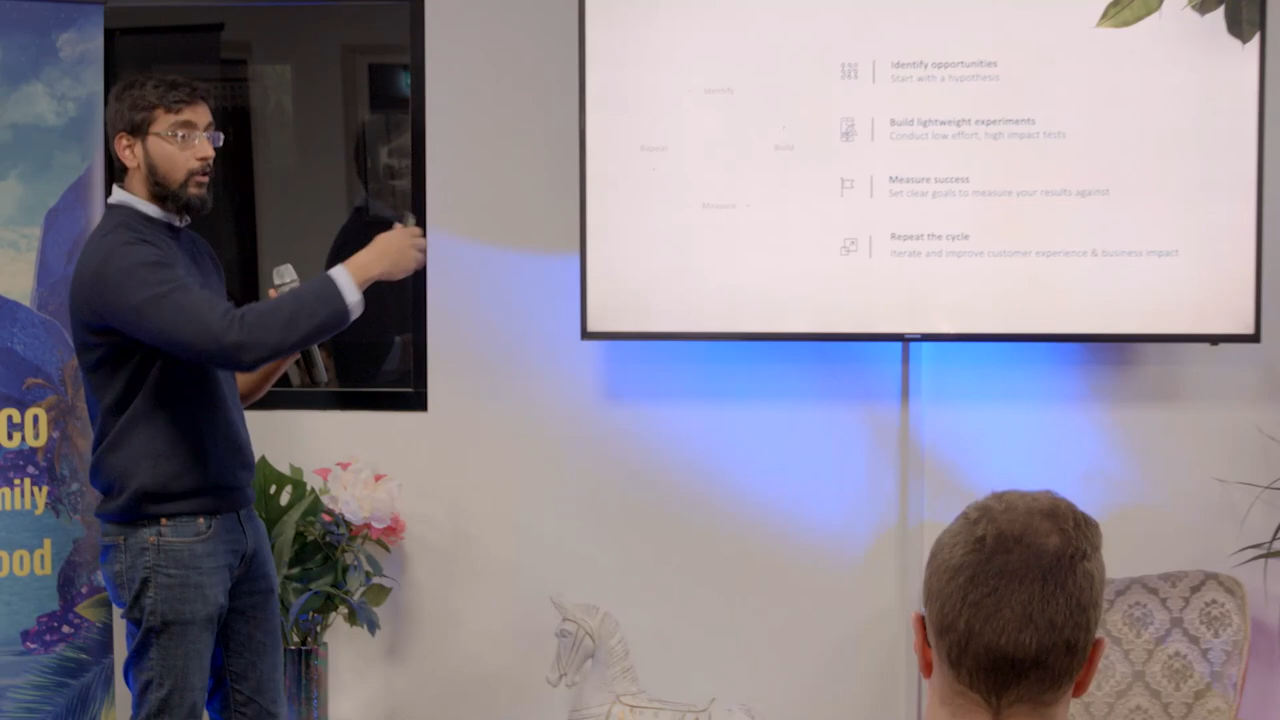 CO
mily
ood
Identify
Repeat
Build
Measure
Identify opportunities
Start with a hypothesis
Build lightweight experiments
Conduct low effort, high impact tests
Measure success
Set clear goals to measure your results against
Repeat the cycle
Iterate and improve customer experience & business impact